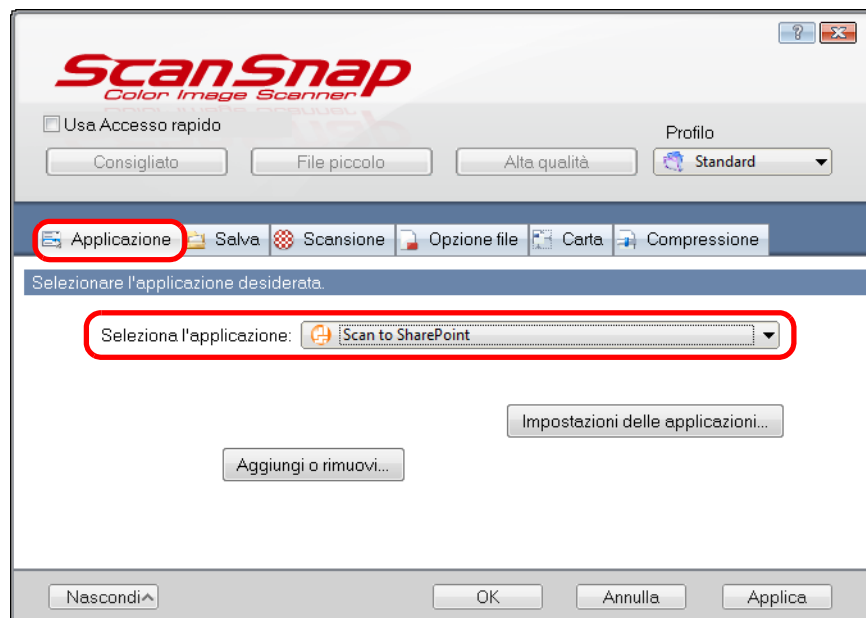 ScanSnap
Color Image Scanner
Usa Accesso rapido
Profilo
Consigliato File piccolo Alta qualità Standard
Applicazione Salva Scansione Opzione file Carta Compressione
Selezionare l'applicazione desiderata.
Seleziona l'applicazione: Scan to SharePoint
Impostazioni delle applicazioni...
Aggiungi o rimuovi...
Nascondi OK Annulla Applica